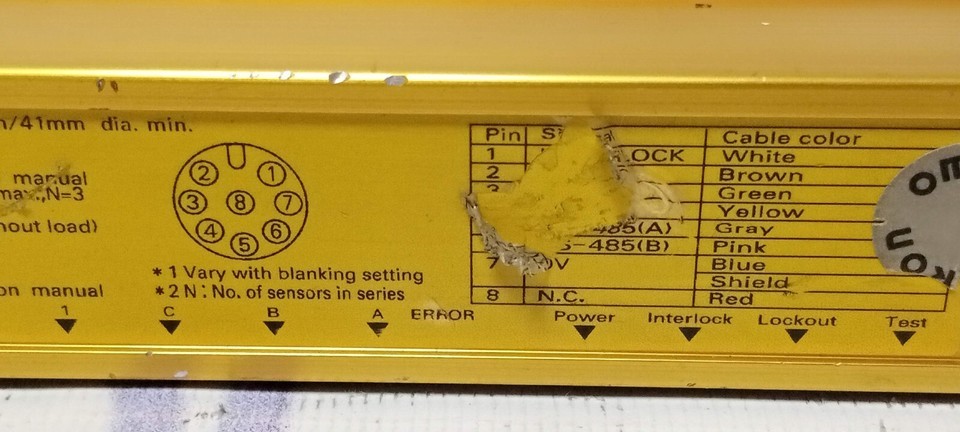 /41mm dia. min.
manual
max.,N=3
out load)
on manual
2 1
3 8 7
4 5 6
*1 Vary with blanking setting
*2 N: No. of sensors in series
Pin Cable color
1 LOCK White
2 Brown
Green
Yellow
485(A) Gray
-485(B) Pink
7 0V Blue
Shield
8 N.C. Red
1 C B A ERROR Power Interlock Lockout Test